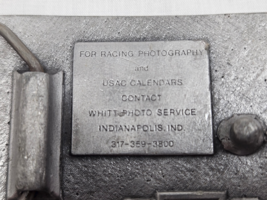 FOR RACING PHOTOGRAPHY
and
USAC CALENDARS
CONTACT
WHITT PHOTO SERVICE
INDIANAPOLIS, IND.
317-359-3800